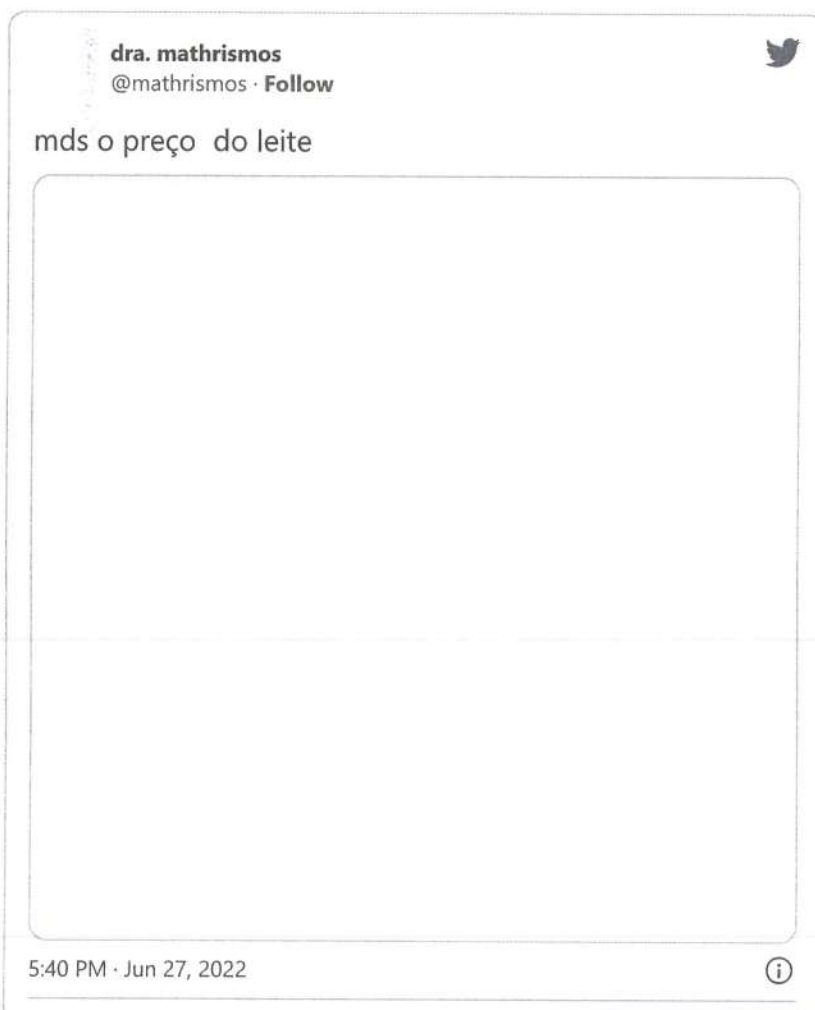 dra. mathrismos
@mathrismos · Follow
mds o preço do leite
5:40 PM · Jun 27, 2022